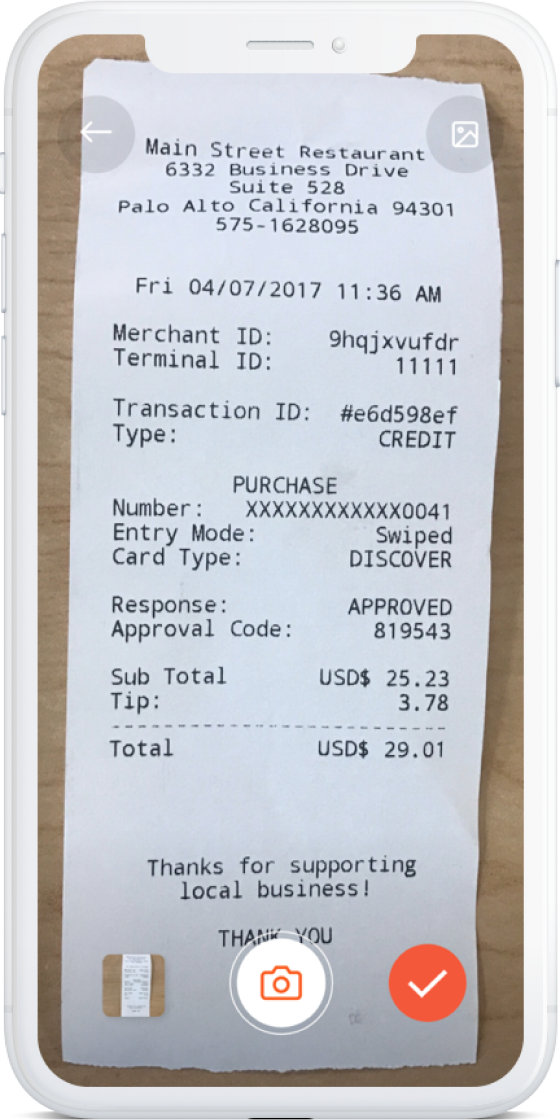 Main Street Restaurant
6332 Business Drive
Suite 528
Palo Alto California 94301
575-1628095
Fri 04/07/2017 11:36 AM
Merchant ID: 9hqjxvufdr
Terminal ID: 11111
Transaction ID: #e6d598ef
Type: CREDIT
PURCHASE
Number: XXXXXXXXXXXX0041
Entry Mode: Swiped
Card Type: DISCOVER
Response: APPROVED
Approval Code: 819543
Sub Total USD$ 25.23
Tip: 3.78
Total USD$ 29.01
Thanks for supporting
local business!
THANK YOU